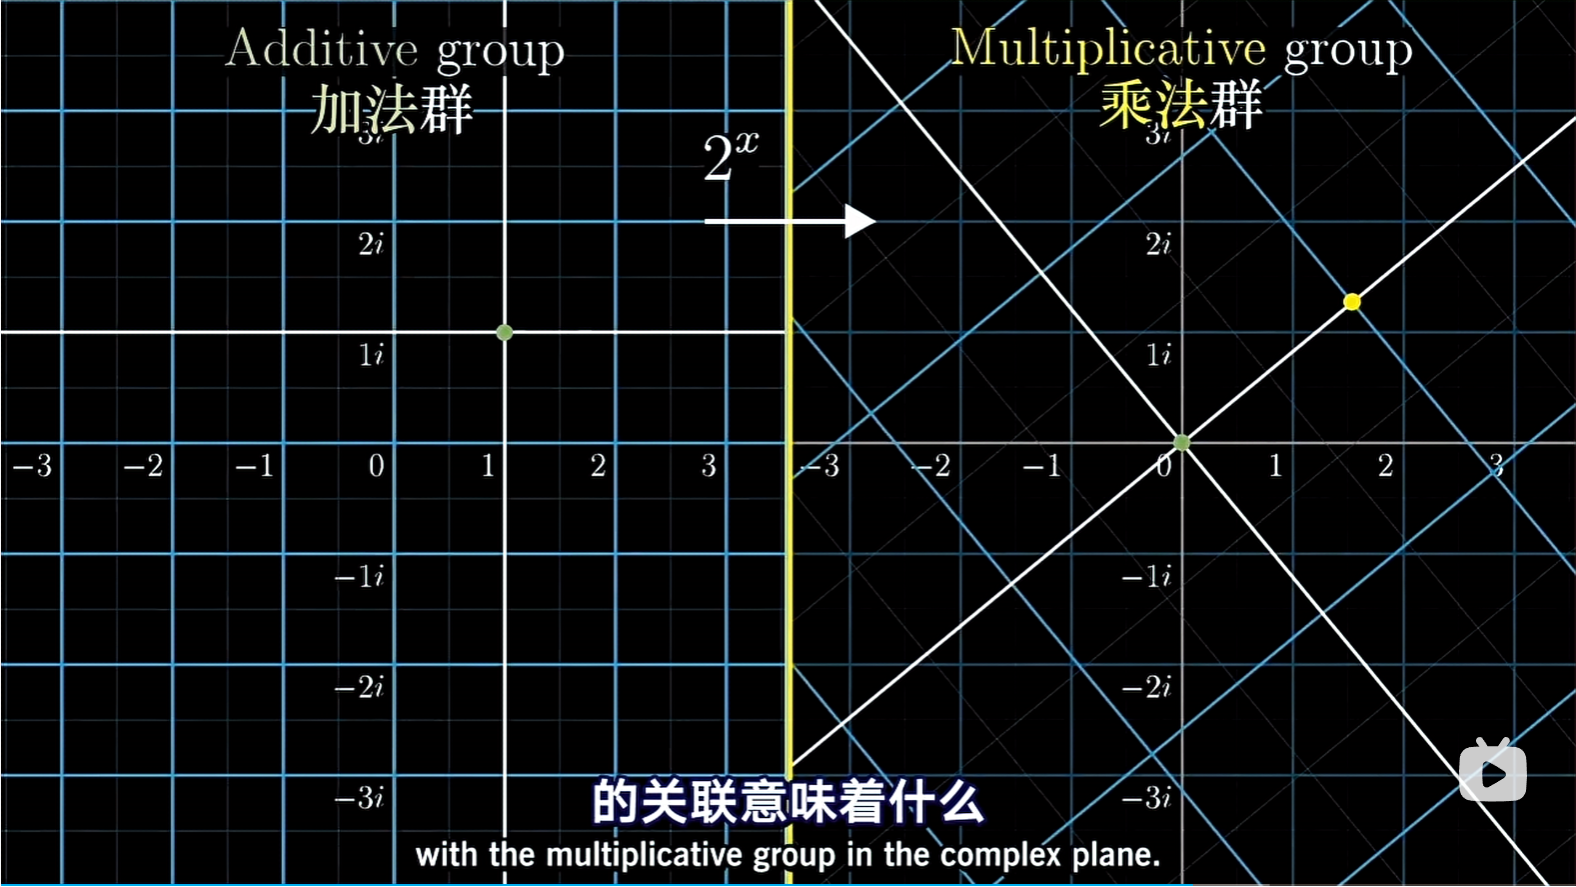 Additive group
加法群
3i
2i
1i
-3 -2 -1 0 1 2 3
-1i
-2i
-3i
2^x
Multiplicative group
乘法群
3i
2i
1i
-3 -2 -1 0 1 2 3
-1i
-2i
-3i
的关联意味着什么
with the multiplicative group in the complex plane.